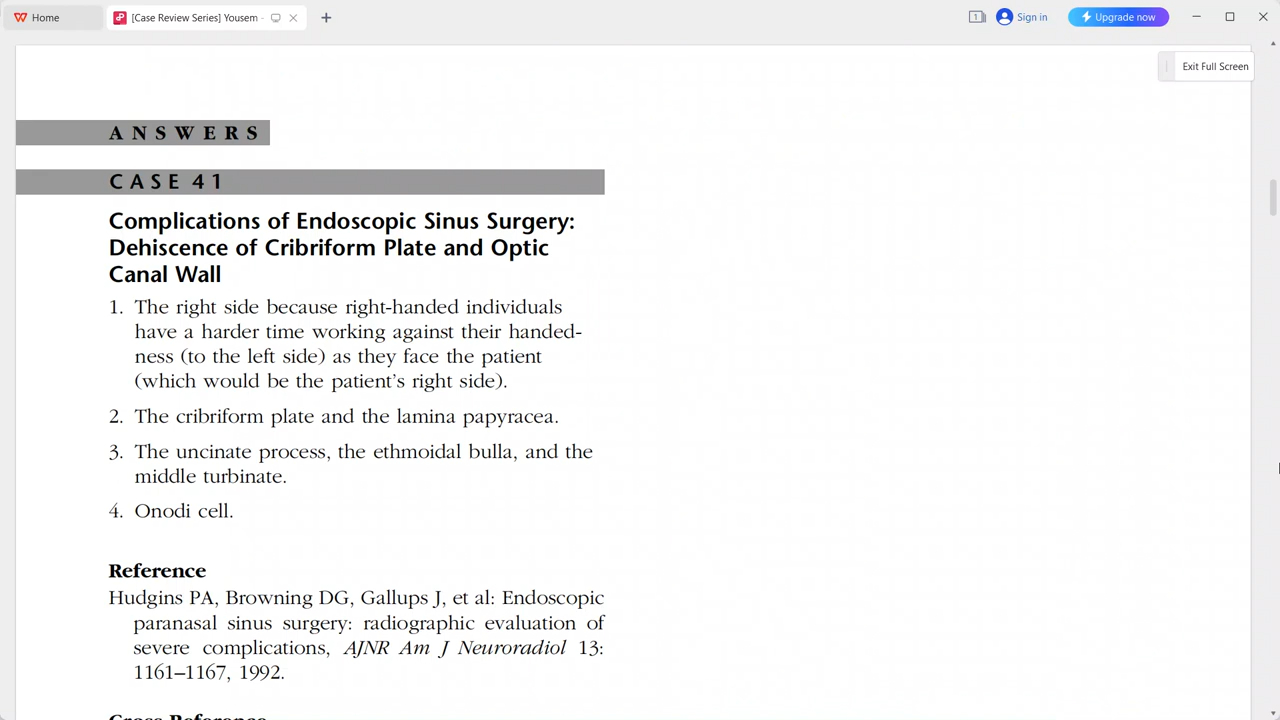 Home
[Case Review Series] Yousem -
1
Sign in
Upgrade now
Exit Full Screen
ANSWERS
CASE 41
Complications of Endoscopic Sinus Surgery:
Dehiscence of Cribriform Plate and Optic
Canal Wall
1. The right side because right-handed individuals
have a harder time working against their handed-
ness (to the left side) as they face the patient
(which would be the patient's right side).
2. The cribriform plate and the lamina papyracea.
3. The uncinate process, the ethmoidal bulla, and the
middle turbinate.
4. Onodi cell.
Reference
Hudgins PA, Browning DG, Gallups J, et al: Endoscopic
paranasal sinus surgery: radiographic evaluation of
severe complications, AJNR Am J Neuroradiol 13:
1161–1167, 1992.
Cross Reference